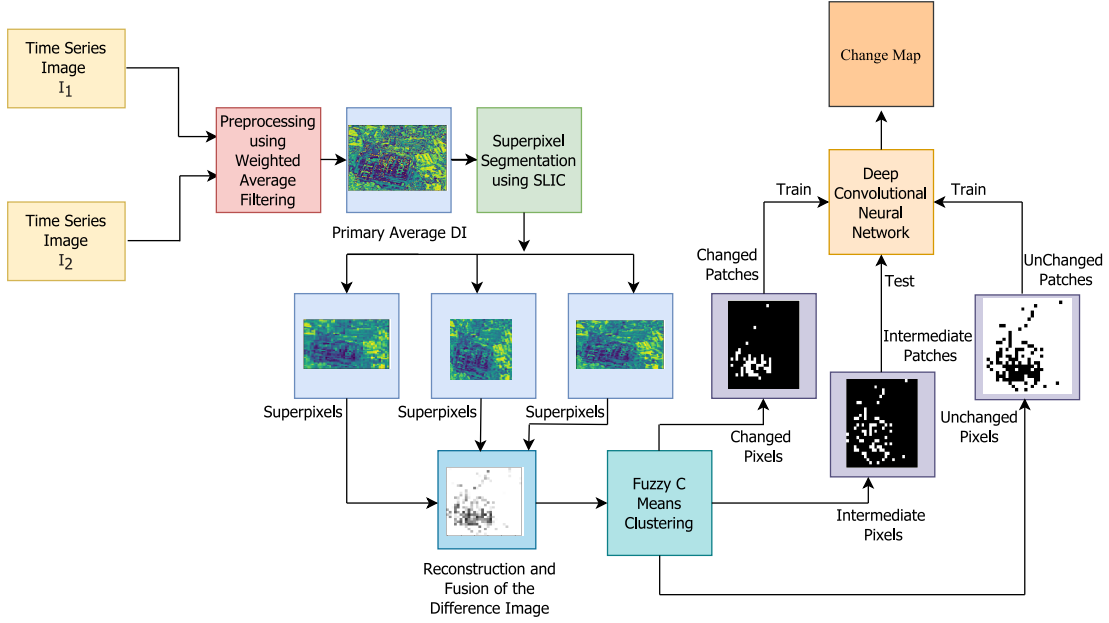 Time Series
Image
I1
Time Series
Image
I2
Preprocessing
using
Weighted
Average
Filtering
Primary Average DI
Superpixel
Segmentation
using SLIC
Superpixels
Superpixels
Superpixels
Reconstruction and
Fusion of the
Difference Image
Fuzzy C
Means
Clustering
Changed
Pixels
Intermediate
Pixels
Unchanged
Pixels
Changed
Patches
Intermediate
Patches
UnChanged
Patches
Train
Test
Train
Deep
Convolutional
Neural
Network
Change Map